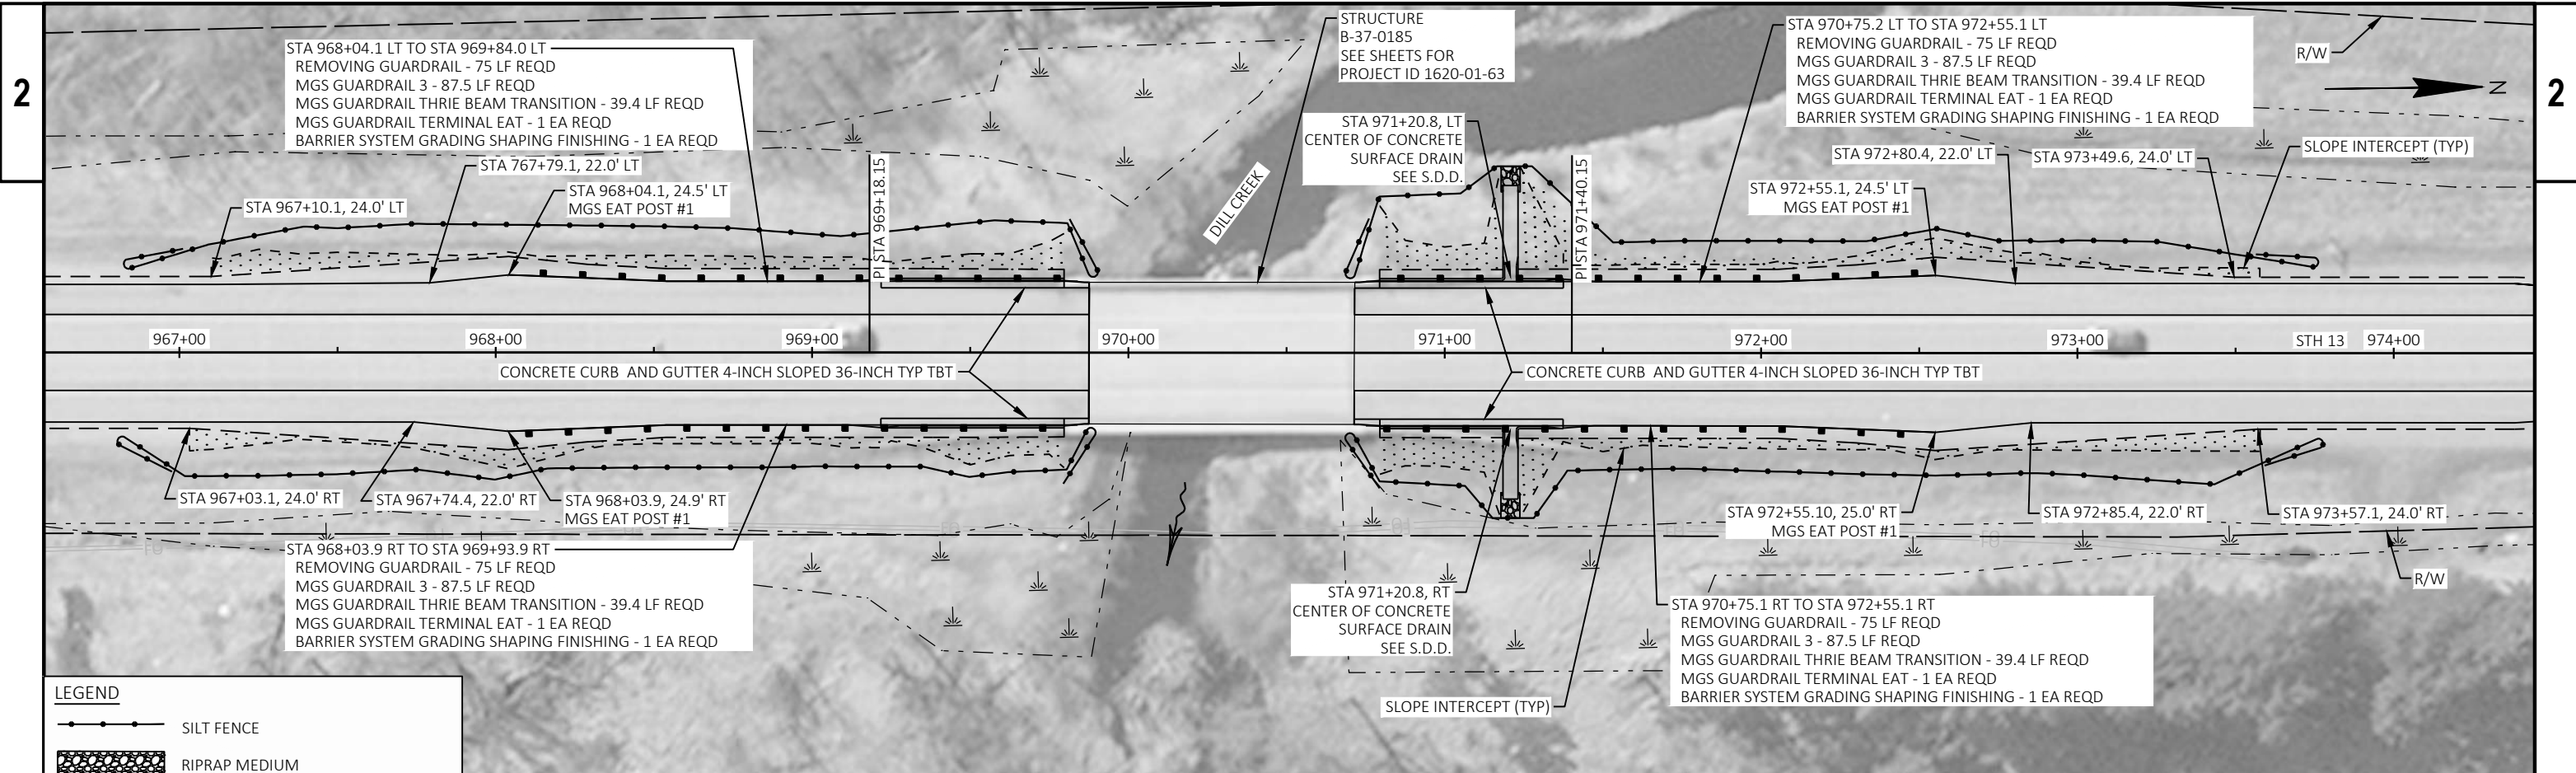 2
2
STA 968+04.1 LT TO STA 969+84.0 LT
REMOVING GUARDRAIL - 75 LF REQD
MGS GUARDRAIL 3 - 87.5 LF REQD
MGS GUARDRAIL THRIE BEAM TRANSITION - 39.4 LF REQD
MGS GUARDRAIL TERMINAL EAT - 1 EA REQD
BARRIER SYSTEM GRADING SHAPING FINISHING - 1 EA REQD
STRUCTURE
B-37-0185
SEE SHEETS FOR
PROJECT ID 1620-01-63
STA 970+75.2 LT TO STA 972+55.1 LT
REMOVING GUARDRAIL - 75 LF REQD
MGS GUARDRAIL 3 - 87.5 LF REQD
MGS GUARDRAIL THRIE BEAM TRANSITION - 39.4 LF REQD
MGS GUARDRAIL TERMINAL EAT - 1 EA REQD
BARRIER SYSTEM GRADING SHAPING FINISHING - 1 EA REQD
R/W
N
STA 767+79.1, 22.0' LT
STA 968+04.1, 24.5' LT
MGS EAT POST #1
STA 967+10.1, 24.0' LT
PI STA 969+18.15
DILL CREEK
STA 971+20.8, LT
CENTER OF CONCRETE
SURFACE DRAIN
SEE S.D.D.
PI STA 971+40.15
STA 972+80.4, 22.0' LT
STA 973+49.6, 24.0' LT
SLOPE INTERCEPT (TYP)
STA 972+55.1, 24.5' LT
MGS EAT POST #1
967+00
968+00
969+00
970+00
971+00
972+00
973+00
STH 13
974+00
CONCRETE CURB AND GUTTER 4-INCH SLOPED 36-INCH TYP TBT
CONCRETE CURB AND GUTTER 4-INCH SLOPED 36-INCH TYP TBT
STA 967+03.1, 24.0' RT
STA 967+74.4, 22.0' RT
STA 968+03.9, 24.9' RT
MGS EAT POST #1
STA 972+55.10, 25.0' RT
MGS EAT POST #1
STA 972+85.4, 22.0' RT
STA 973+57.1, 24.0' RT
STA 968+03.9 RT TO STA 969+93.9 RT
REMOVING GUARDRAIL - 75 LF REQD
MGS GUARDRAIL 3 - 87.5 LF REQD
MGS GUARDRAIL THRIE BEAM TRANSITION - 39.4 LF REQD
MGS GUARDRAIL TERMINAL EAT - 1 EA REQD
BARRIER SYSTEM GRADING SHAPING FINISHING - 1 EA REQD
STA 971+20.8, RT
CENTER OF CONCRETE
SURFACE DRAIN
SEE S.D.D.
R/W
STA 970+75.1 RT TO STA 972+55.1 RT
REMOVING GUARDRAIL - 75 LF REQD
MGS GUARDRAIL 3 - 87.5 LF REQD
MGS GUARDRAIL THRIE BEAM TRANSITION - 39.4 LF REQD
MGS GUARDRAIL TERMINAL EAT - 1 EA REQD
BARRIER SYSTEM GRADING SHAPING FINISHING - 1 EA REQD
SLOPE INTERCEPT (TYP)
LEGEND
SILT FENCE
RIPRAP MEDIUM